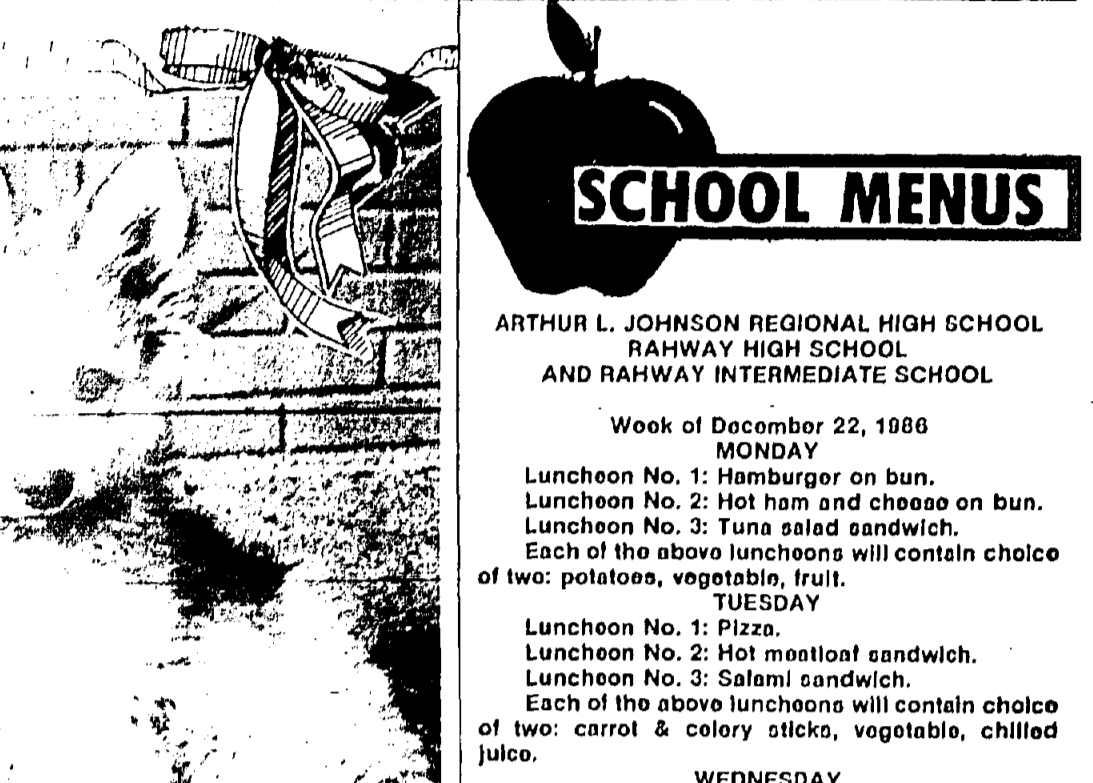 SCHOOL MENUS
ARTHUR L. JOHNSON REGIONAL HIGH SCHOOL
RAHWAY HIGH SCHOOL
AND RAHWAY INTERMEDIATE SCHOOL
Week of December 22, 1986
MONDAY
Luncheon No. 1: Hamburger on bun.
Luncheon No. 2: Hot ham and cheese on bun.
Luncheon No. 3: Tuna salad sandwich.
Each of the above luncheons will contain choice
of two: potatoes, vegetable, fruit.
TUESDAY
Luncheon No. 1: Pizza.
Luncheon No. 2: Hot meatloaf sandwich.
Luncheon No. 3: Salami sandwich.
Each of the above luncheons will contain choice
of two: carrot & celery sticks, vegetable, chilled
juice.
WEDNESDAY